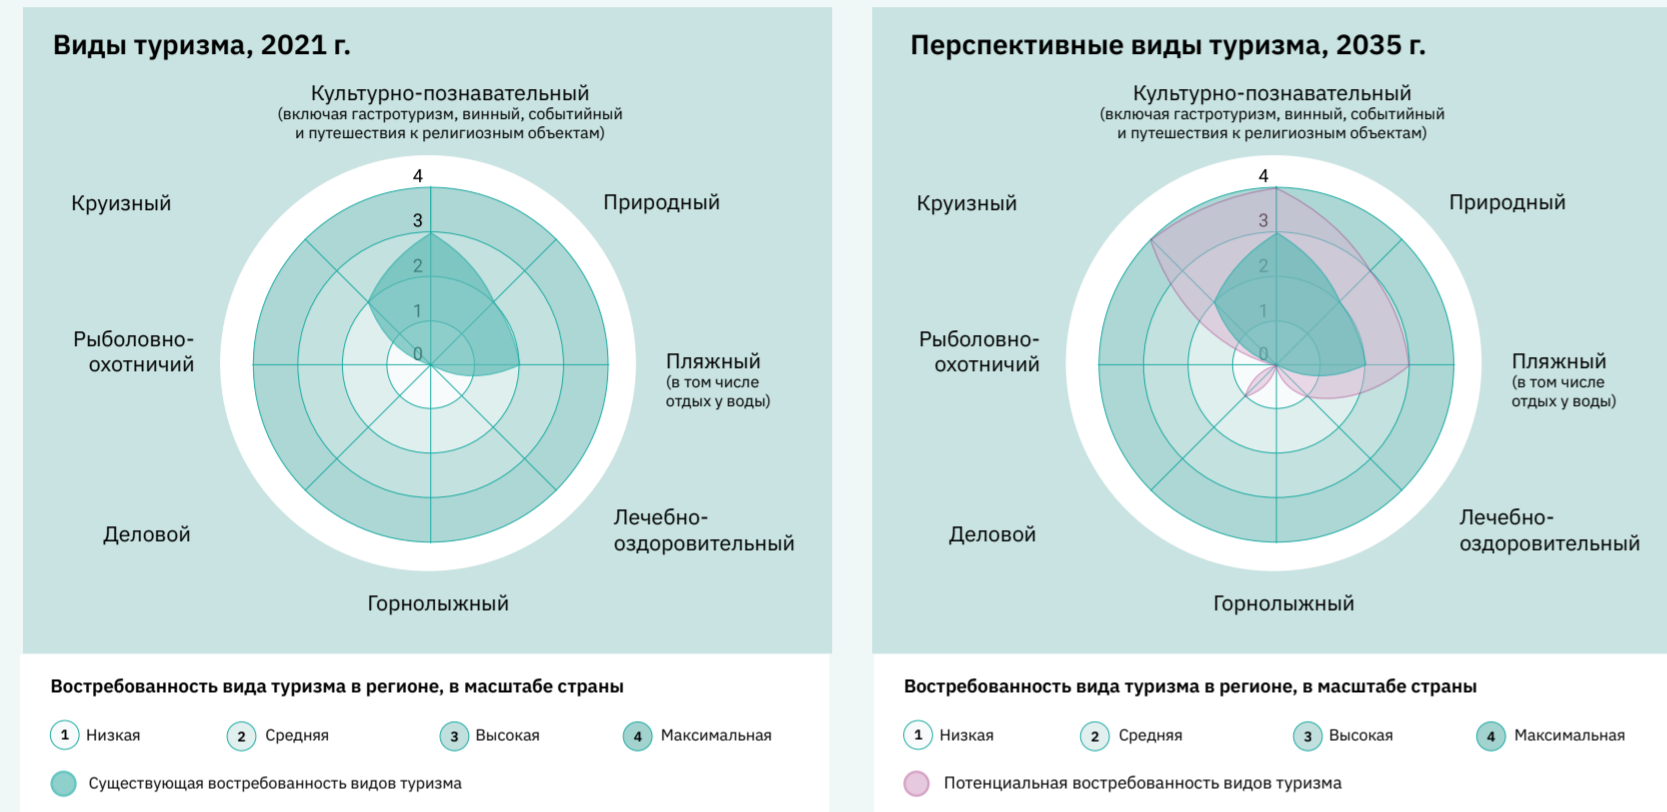 Виды туризма, 2021 г.
Культурно-познавательный
(включая гастротуризм, винный, событийный
и путешествия к религиозным объектам)
Круизный
Природный
4
3
2
1
0
Рыболовно-
охотничий
Пляжный
(в том числе
отдых у воды)
Деловой
Лечебно-
оздоровительный
Горнолыжный
Востребованность вида туризма в регионе, в масштабе страны
1 Низкая
2 Средняя
3 Высокая
4 Максимальная
Существующая востребованность видов туризма
Перспективные виды туризма, 2035 г.
Культурно-познавательный
(включая гастротуризм, винный, событийный
и путешествия к религиозным объектам)
Круизный
Природный
4
3
2
1
0
Рыболовно-
охотничий
Пляжный
(в том числе
отдых у воды)
Деловой
Лечебно-
оздоровительный
Горнолыжный
Востребованность вида туризма в регионе, в масштабе страны
1 Низкая
2 Средняя
3 Высокая
4 Максимальная
Потенциальная востребованность видов туризма